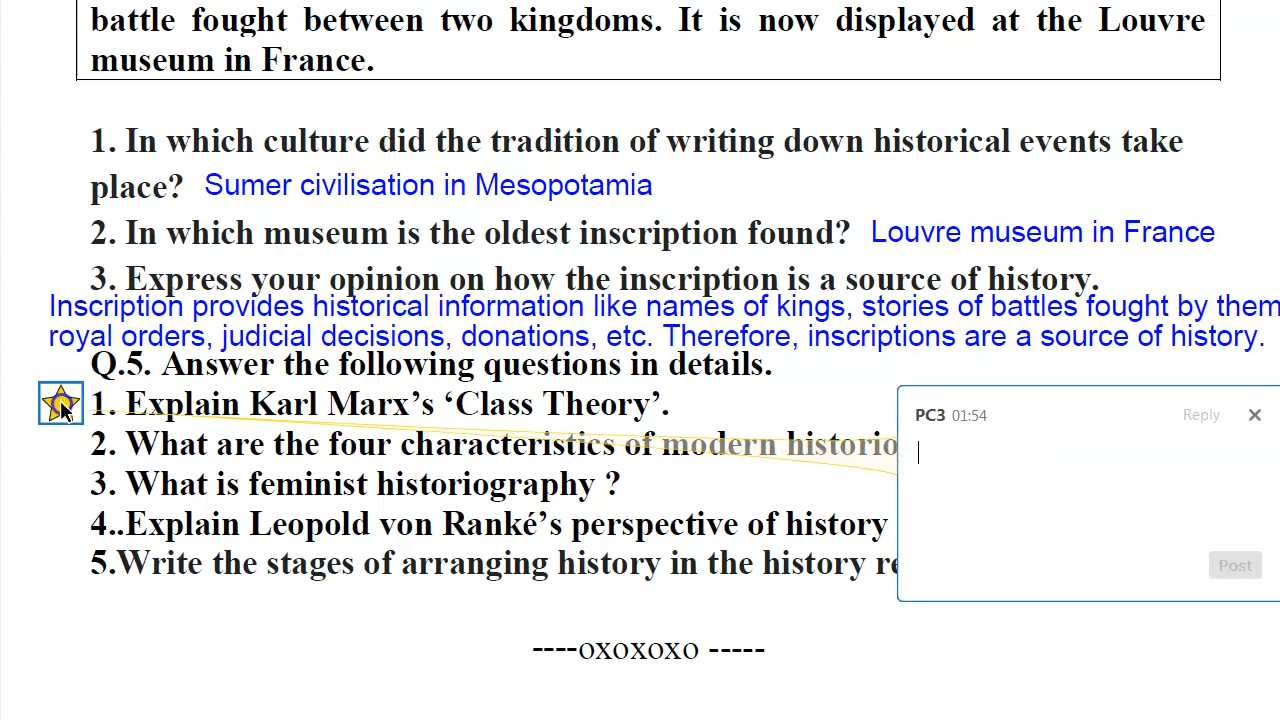 battle fought between two kingdoms. It is now displayed at the Louvre
museum in France.
1. In which culture did the tradition of writing down historical events take
place? Sumer civilisation in Mesopotamia
2. In which museum is the oldest inscription found? Louvre museum in France
3. Express your opinion on how the inscription is a source of history.
Inscription provides historical information like names of kings, stories of battles fought by them
royal orders, judicial decisions, donations, etc. Therefore, inscriptions are a source of history.
Q.5. Answer the following questions in details.
1. Explain Karl Marx’s ‘Class Theory’.
2. What are the four characteristics of modern historio
3. What is feminist historiography ?
4..Explain Leopold von Ranké’s perspective of history
5.Write the stages of arranging history in the history re
PC3 01:54 Reply
Post
----oxoxoxo -----